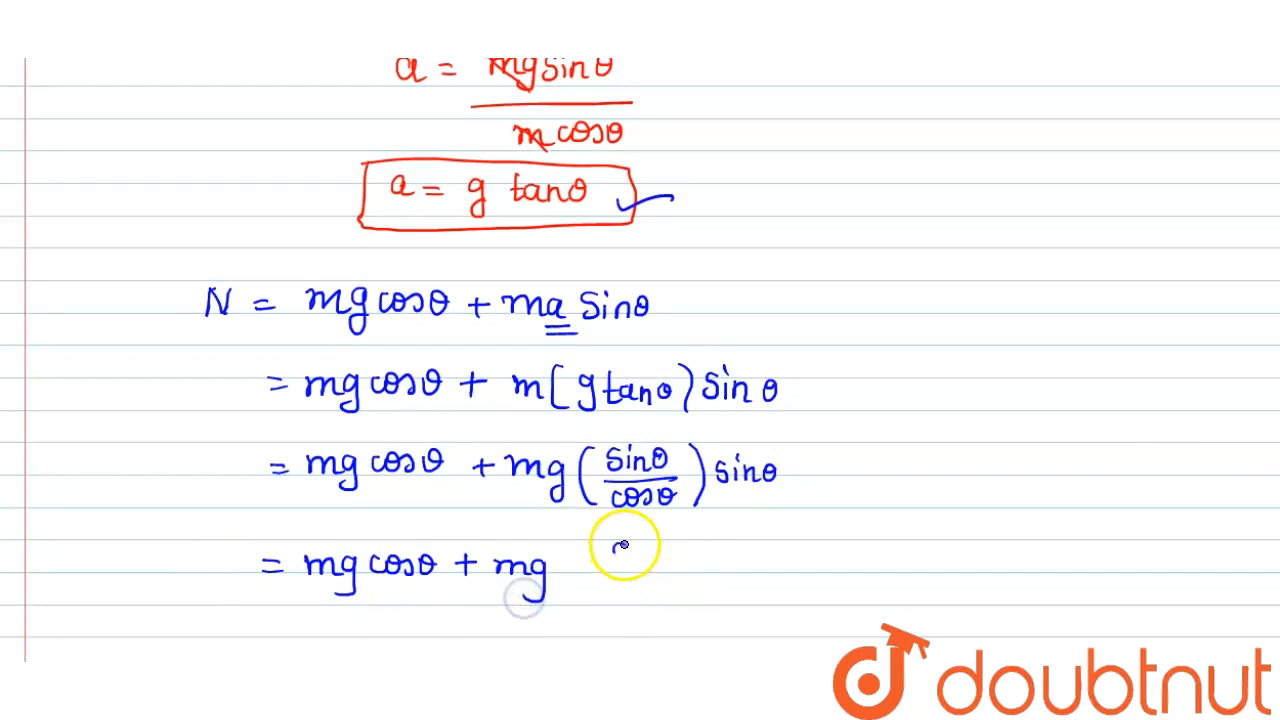 a = mg sinθ
m cosθ
a = g tanθ
N = mg cosθ + ma sinθ
= mg cosθ + m[g tanθ) sinθ
= mg cosθ + mg (sinθ/cosθ) sinθ
= mg cosθ + mg
doubtnut